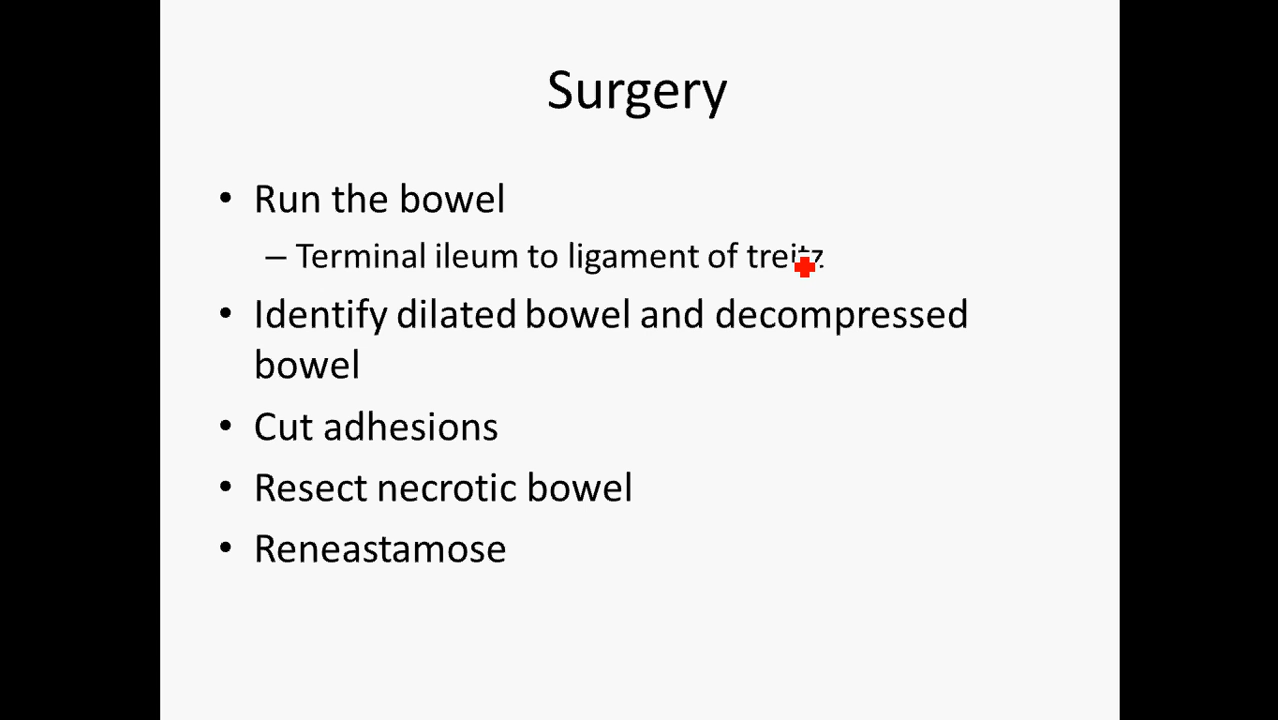 Surgery
• Run the bowel
– Terminal ileum to ligament of treitz
• Identify dilated bowel and decompressed
bowel
• Cut adhesions
• Resect necrotic bowel
• Reneastamose